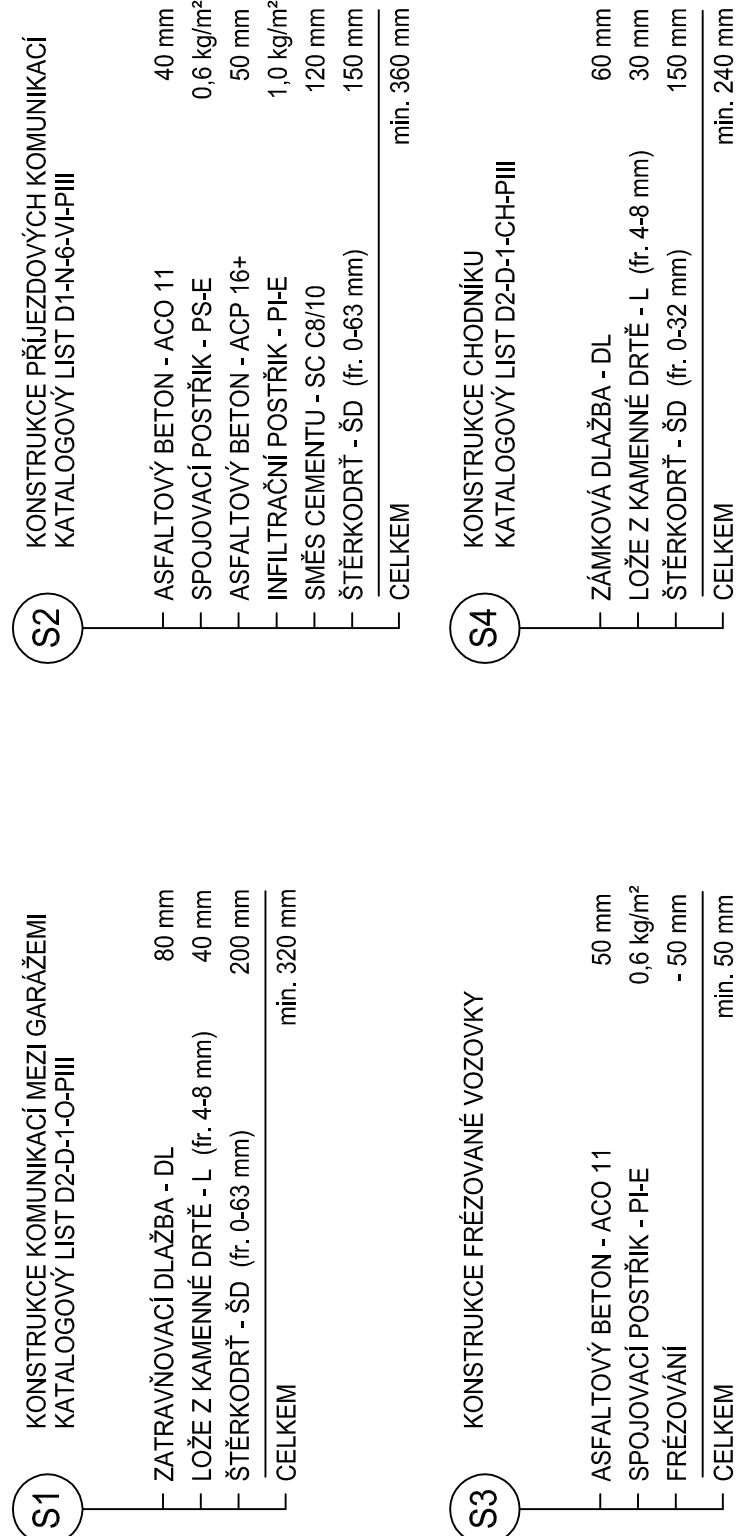 S1
KONSTRUKCE KOMUNIKACÍ MEZI GARÁŽEMI
KATALOGOVÝ LIST D2-D-1-O-PIII
ZATRAVŇOVACÍ DLAŽBA - DL 80 mm
LOŽE Z KAMENNÉ DRTĚ - L (fr. 4-8 mm) 40 mm
ŠTĚRKODRŤ - ŠD (fr. 0-63 mm) 200 mm
CELKEM min. 320 mm
S2
KONSTRUKCE PŘÍJEZDOVÝCH KOMUNIKACÍ
KATALOGOVÝ LIST D1-N-6-VI-PIII
ASFALTOVÝ BETON - ACO 11 40 mm
SPOJOVACÍ POSTŘIK - PS-E 0,6 kg/m²
ASFALTOVÝ BETON - ACP 16+ 50 mm
INFILTRAČNÍ POSTŘIK - PI-E 1,0 kg/m²
SMĚS CEMENTU - SC C8/10 120 mm
ŠTĚRKODRŤ - ŠD (fr. 0-63 mm) 150 mm
CELKEM min. 360 mm
S3
KONSTRUKCE FRÉZOVANÉ VOZOVKY
ASFALTOVÝ BETON - ACO 11 50 mm
SPOJOVACÍ POSTŘIK - PI-E 0,6 kg/m²
FRÉZOVÁNÍ - 50 mm
CELKEM min. 50 mm
S4
KONSTRUKCE CHODNÍKU
KATALOGOVÝ LIST D2-D-1-CH-PIII
ZÁMKOVÁ DLAŽBA - DL 60 mm
LOŽE Z KAMENNÉ DRTĚ - L (fr. 4-8 mm) 30 mm
ŠTĚRKODRŤ - ŠD (fr. 0-32 mm) 150 mm
CELKEM min. 240 mm